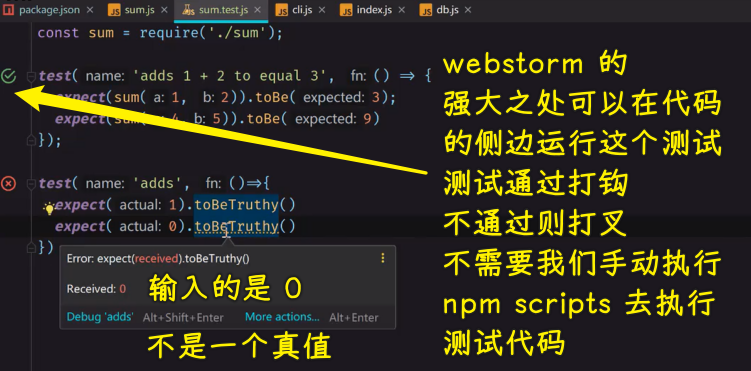 package.json × sum.js × sum.test.js × cli.js × index.js × db.js ×
const sum = require('./sum');
test( name: 'adds 1 + 2 to equal 3', fn: () ⇒ {
expect(sum( a: 1, b: 2)).toBe( expected: 3);
expect(sum( a: 4, b: 5)).toBe( expected: 9)
});
test( name: 'adds', fn: ()⇒{
expect( actual: 1).toBeTruthy()
expect( actual: 0).toBeTruthy()
})
Error: expect(received).toBeTruthy()
Received: 0
Debug 'adds' Alt+Shift+Enter More actions... Alt+Enter
输入的是 0
不是一个真值
webstorm 的
强大之处可以在代码
的侧边运行这个测试
测试通过打钩
不通过则打叉
不需要我们手动执行
npm scripts 去执行
测试代码